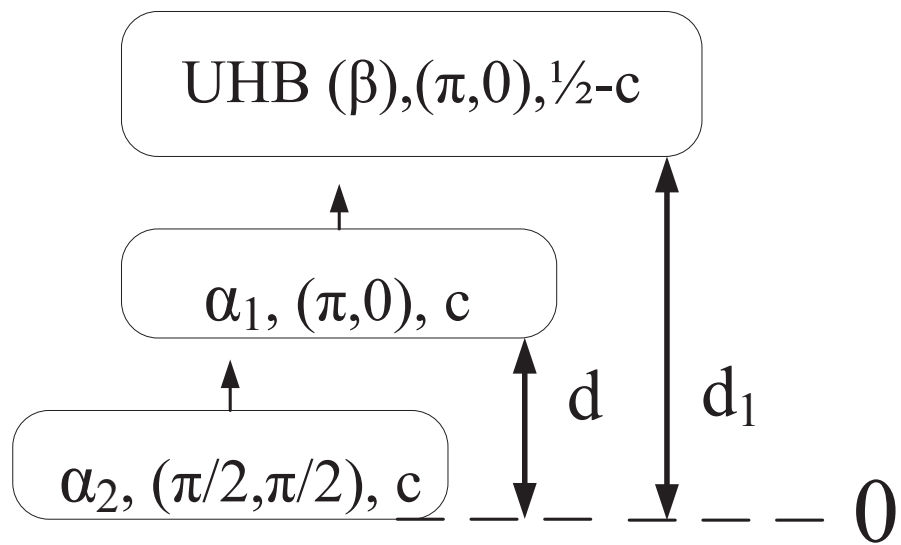 UHB (β),(π,0),½-c
α₁, (π,0), c
d
d₁
α₂, (π/2,π/2), c
0